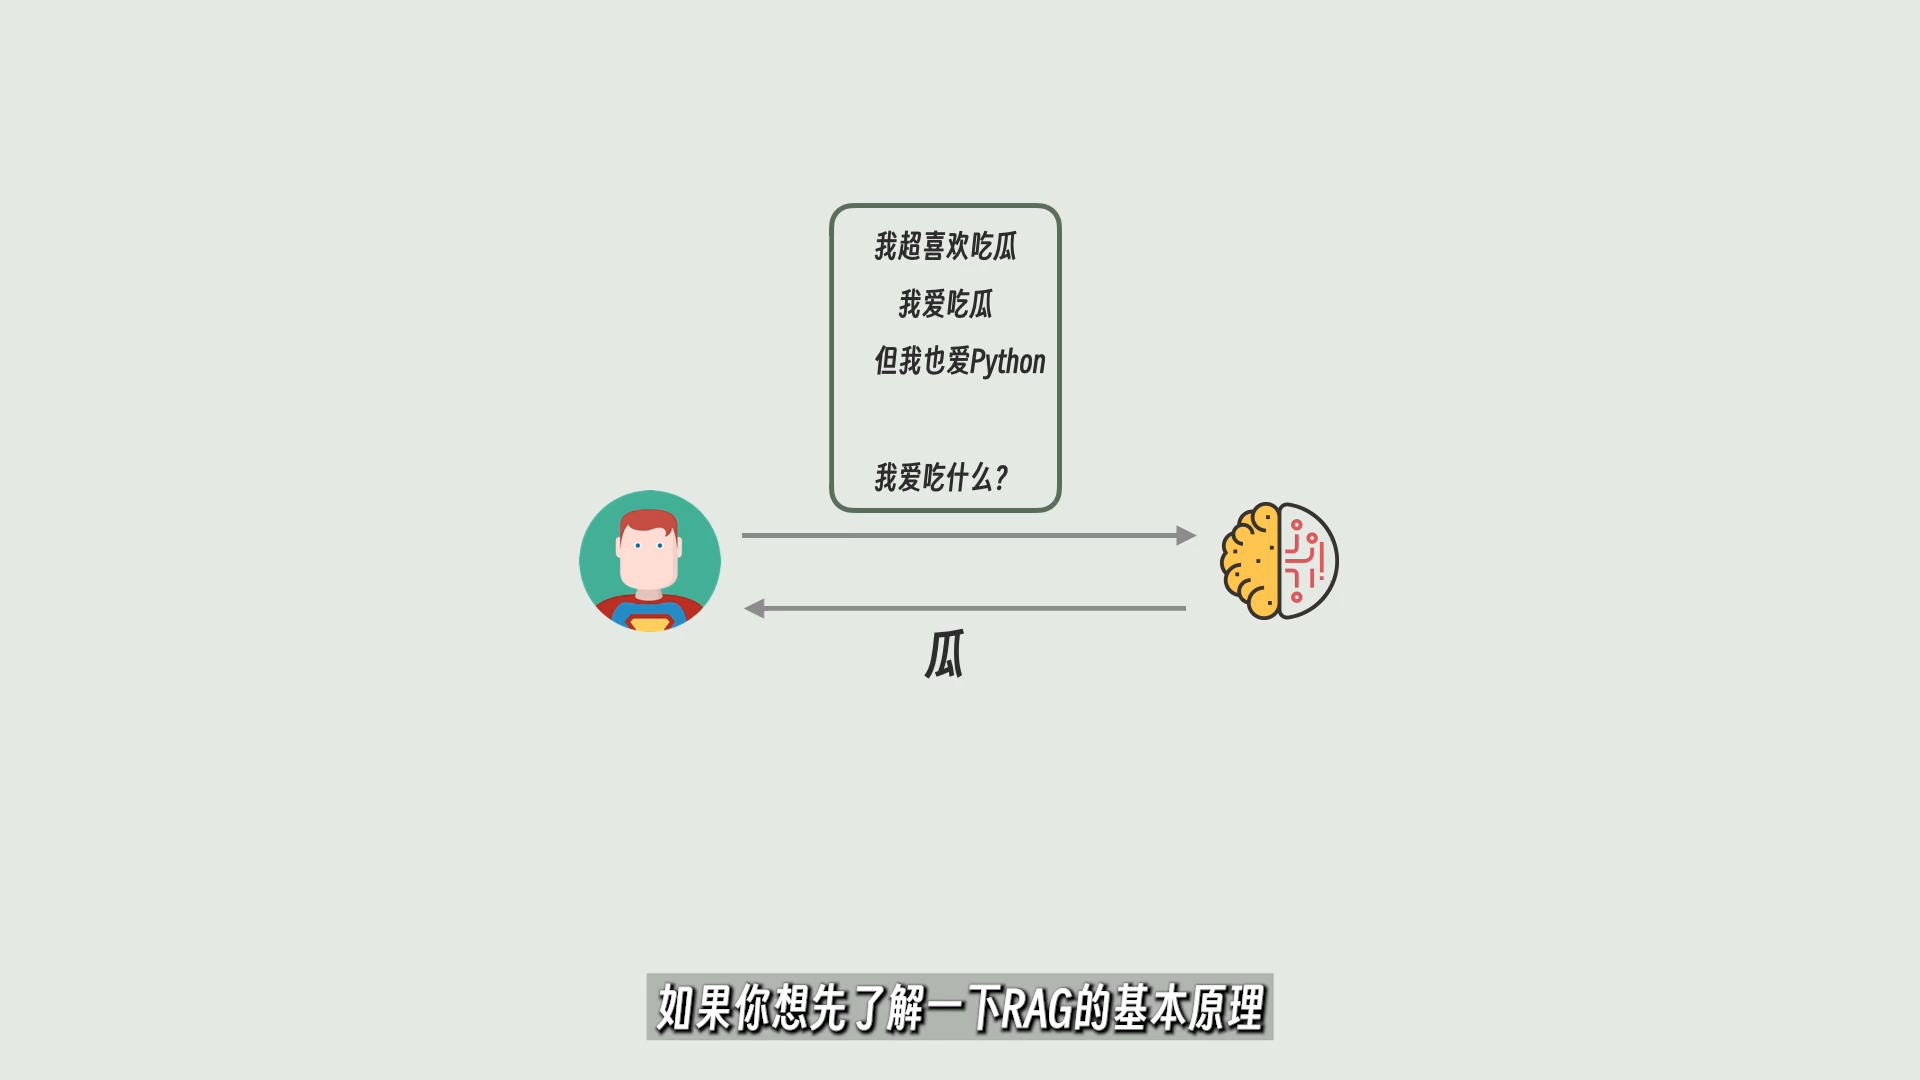 我超喜欢吃瓜
我爱吃瓜
但我也爱Python
我爱吃什么?
瓜
如果你想先了解一下RAG的基本原理